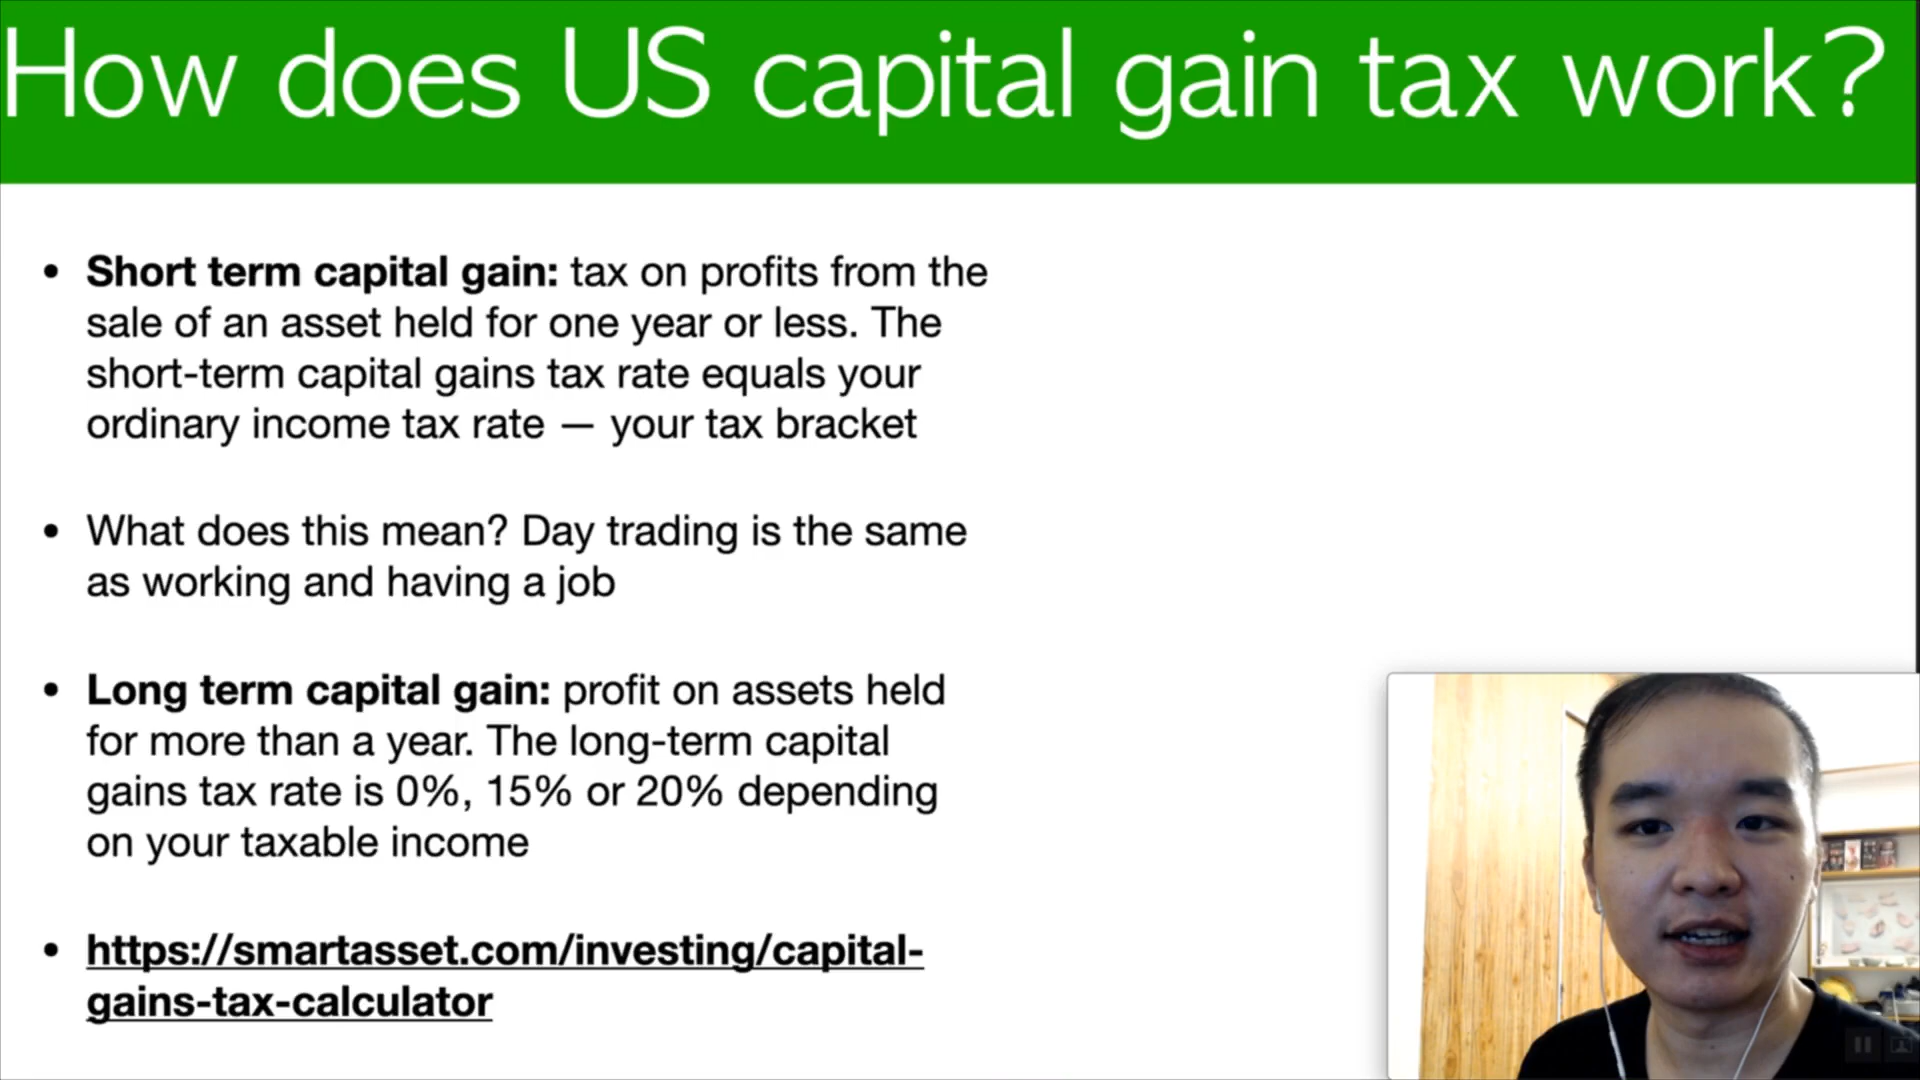 How does US capital gain tax work?
• Short term capital gain: tax on profits from the
sale of an asset held for one year or less. The
short-term capital gains tax rate equals your
ordinary income tax rate — your tax bracket
• What does this mean? Day trading is the same
as working and having a job
• Long term capital gain: profit on assets held
for more than a year. The long-term capital
gains tax rate is 0%, 15% or 20% depending
on your taxable income
• https://smartasset.com/investing/capital-
gains-tax-calculator